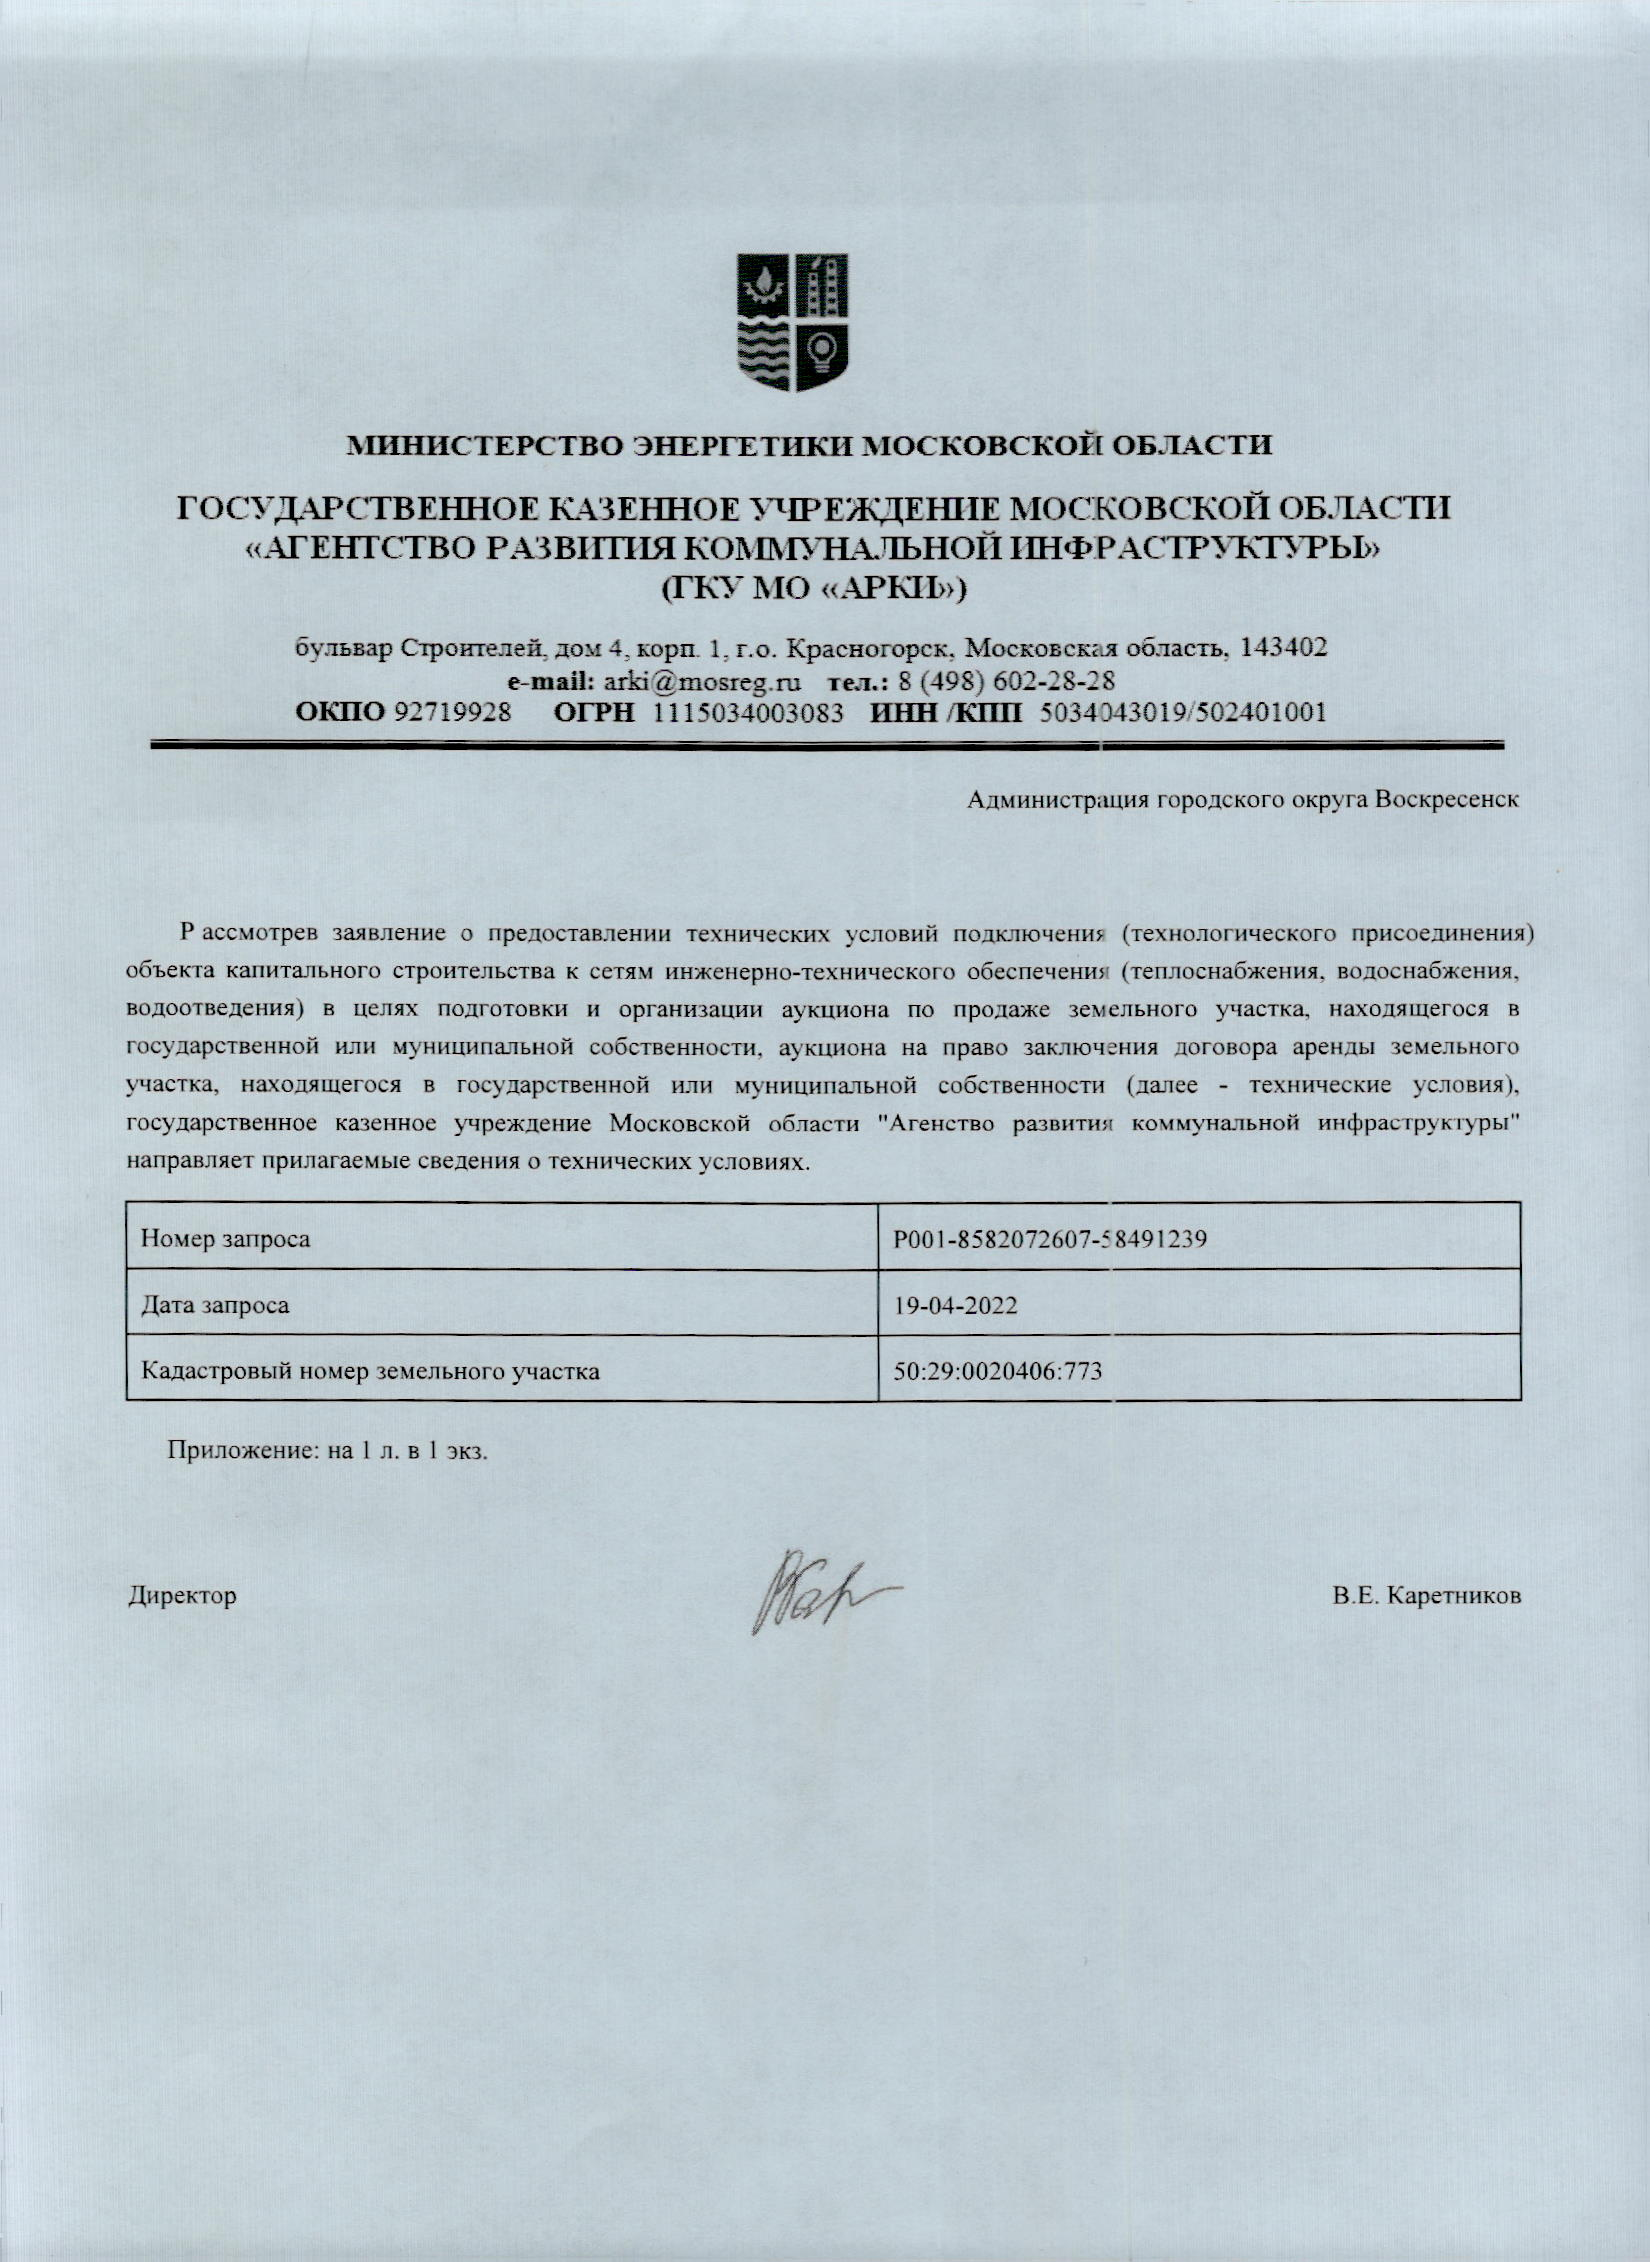 МИНИСТЕРСТВО ЭНЕРГЕТИКИ МОСКОВСКОЙ ОБЛАСТИ
ГОСУДАРСТВЕННОЕ КАЗЕННОЕ УЧРЕЖДЕНИЕ МОСКОВСКОЙ ОБЛАСТИ
«АГЕНТСТВО РАЗВИТИЯ КОММУНАЛЬНОЙ ИНФРАСТРУКТУРЫ»
(ГКУ МО «АРКИ»)
бульвар Строителей, дом 4, корп. 1, г.о. Красногорск, Московская область, 143402
e-mail: arki@mosreg.ru тел.: 8 (498) 602-28-28
ОКПО 92719928 ОГРН 1115034003083 ИНН /КПП 5034043019/502401001
Администрация городского округа Воскресенск
Р ассмотрев заявление о предоставлении технических условий подключения (технологического присоединения)
объекта капитального строительства к сетям инженерно-технического обеспечения (теплоснабжения, водоснабжения,
водоотведения) в целях подготовки и организации аукциона по продаже земельного участка, находящегося в
государственной или муниципальной собственности, аукциона на право заключения договора аренды земельного
участка, находящегося в государственной или муниципальной собственности (далее - технические условия),
государственное казенное учреждение Московской области "Агенство развития коммунальной инфраструктуры"
направляет прилагаемые сведения о технических условиях.
Номер запроса P001-8582072607-58491239
Дата запроса 19-04-2022
Кадастровый номер земельного участка 50:29:0020406:773
Приложение: на 1 л. в 1 экз.
Директор В.Е. Каретников